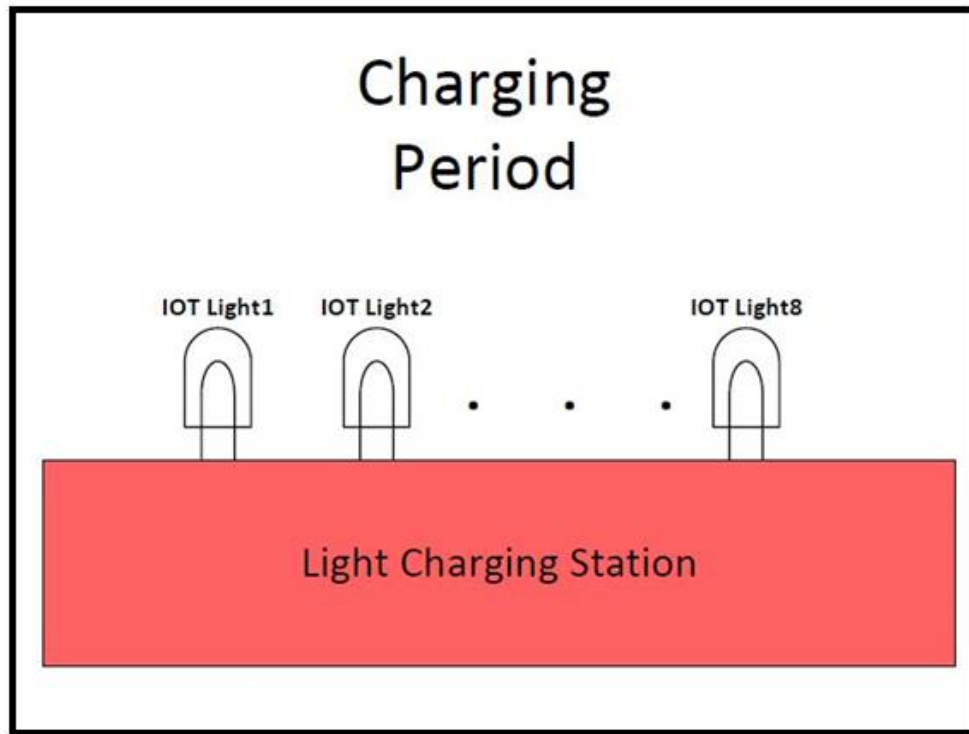 Charging
Period
IOT Light1 IOT Light2 IOT Light8
Light Charging Station